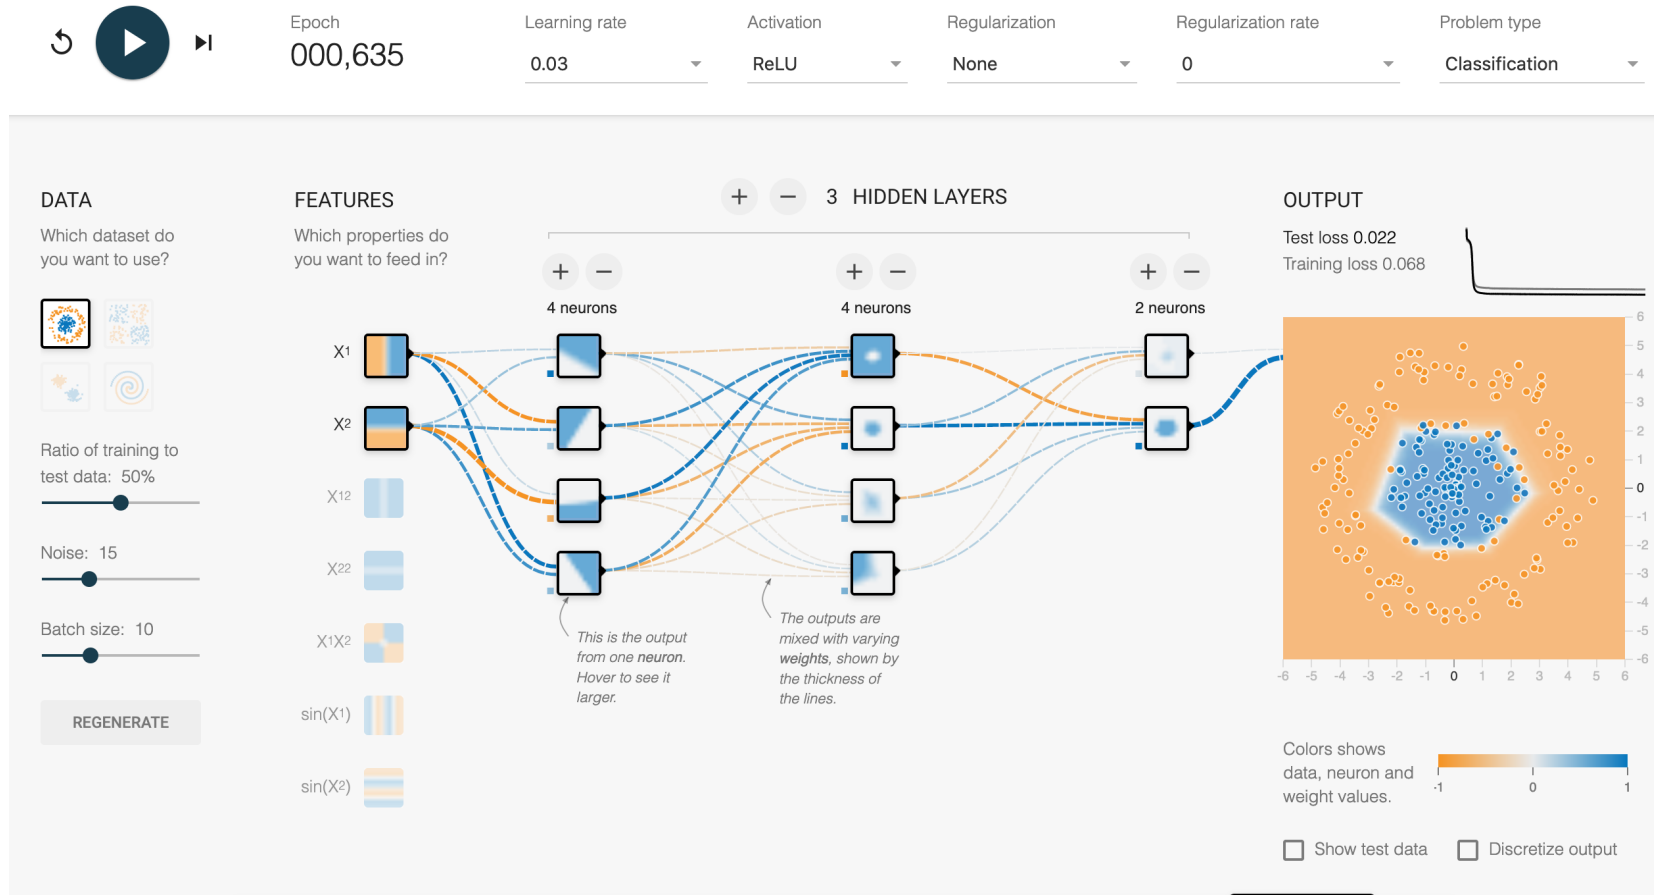 Epoch
000,635
Learning rate
0.03
Activation
ReLU
Regularization
None
Regularization rate
0
Problem type
Classification
DATA
Which dataset do
you want to use?
Ratio of training to
test data: 50%
Noise: 15
Batch size: 10
REGENERATE
FEATURES
Which properties do
you want to feed in?
X1
X2
X12
X22
X1X2
sin(X1)
sin(X2)
+ − 3 HIDDEN LAYERS
+ −
4 neurons
+ −
4 neurons
+ −
2 neurons
This is the output
from one neuron.
Hover to see it
larger.
The outputs are
mixed with varying
weights, shown by
the thickness of
the lines.
OUTPUT
Test loss 0.022
Training loss 0.068
6
5
4
3
2
1
0
-1
-2
-3
-4
-5
-6
-6 -5 -4 -3 -2 -1 0 1 2 3 4 5 6
Colors shows
data, neuron and
weight values.
-1 0 1
Show test data
Discretize output